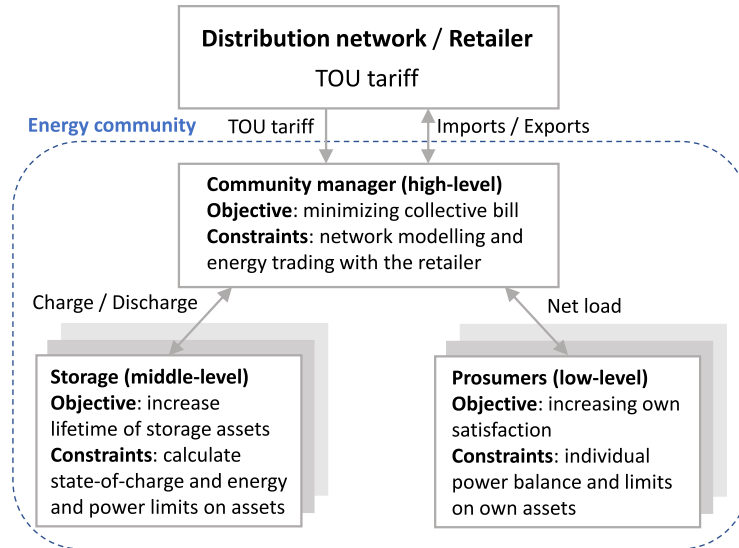 Distribution network / Retailer
TOU tariff
Energy community
TOU tariff
Imports / Exports
Community manager (high-level)
Objective: minimizing collective bill
Constraints: network modelling and
energy trading with the retailer
Charge / Discharge
Net load
Storage (middle-level)
Objective: increase
lifetime of storage assets
Constraints: calculate
state-of-charge and energy
and power limits on assets
Prosumers (low-level)
Objective: increasing own
satisfaction
Constraints: individual
power balance and limits
on own assets